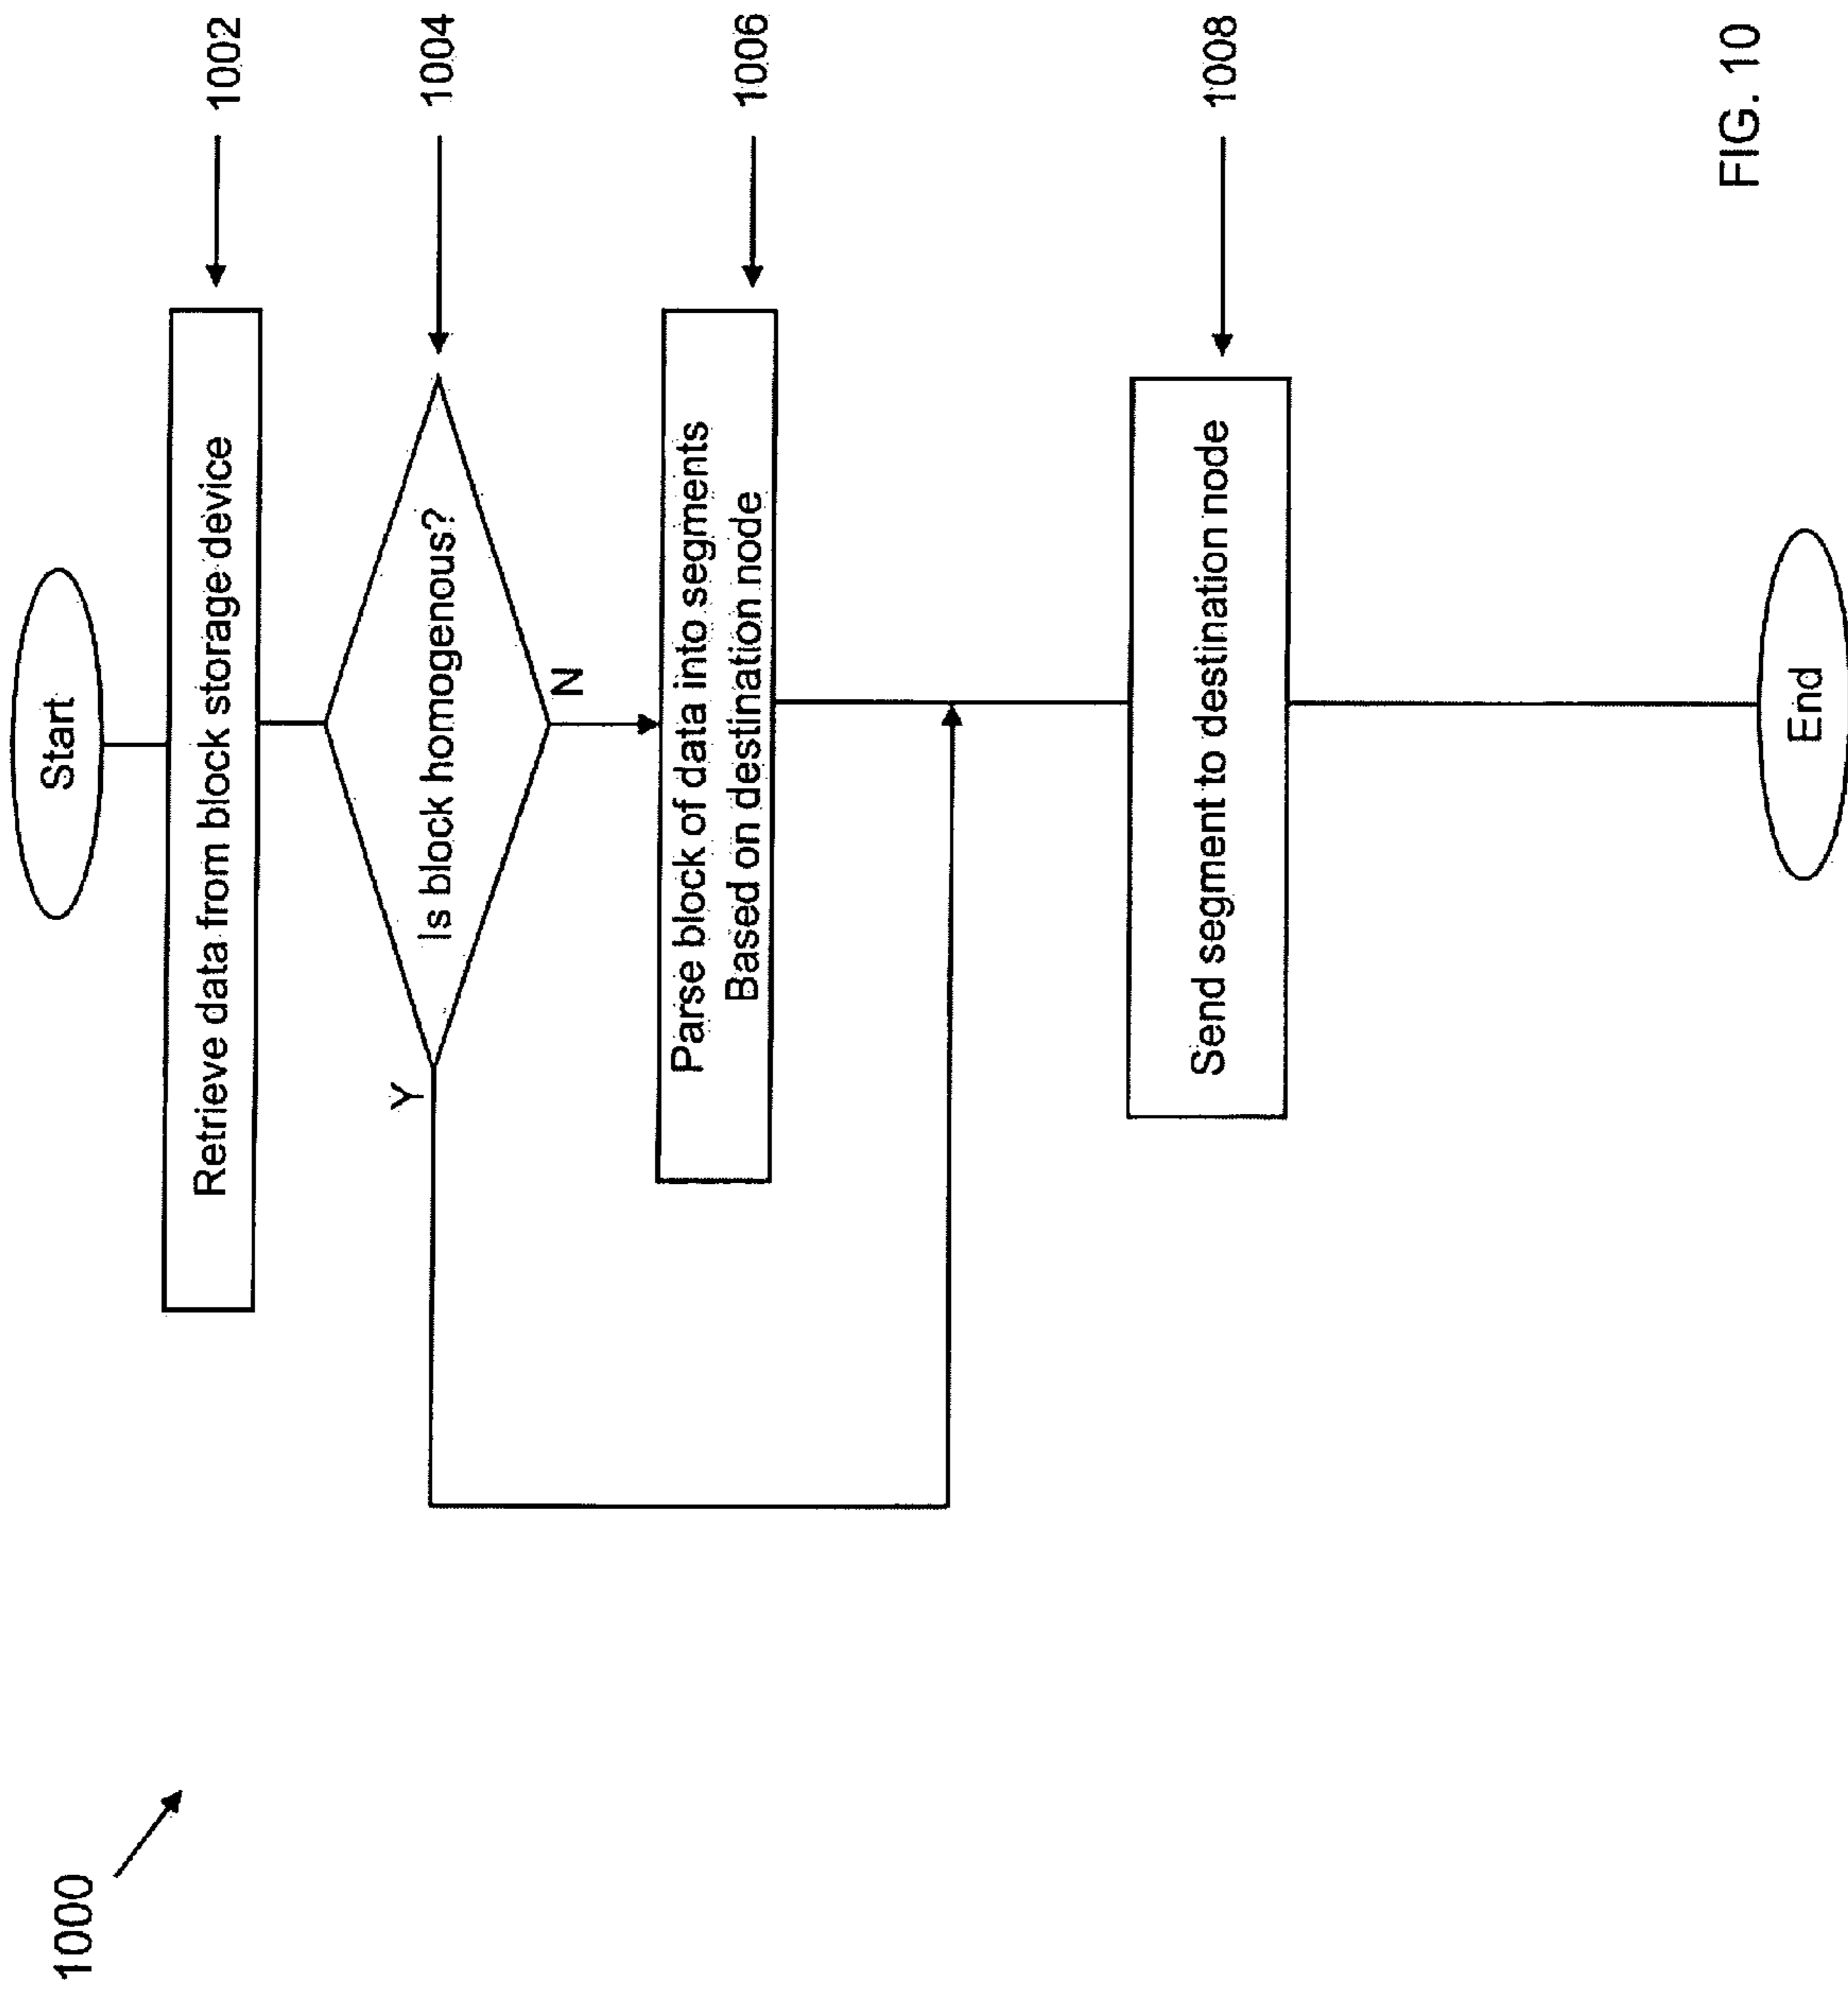 1000
Start
Retrieve data from block storage device
1002
Is block homogenous?
1004
Y
N
Parse block of data into segments
Based on destination node
1006
Send segment to destination node
1008
End
FIG. 10